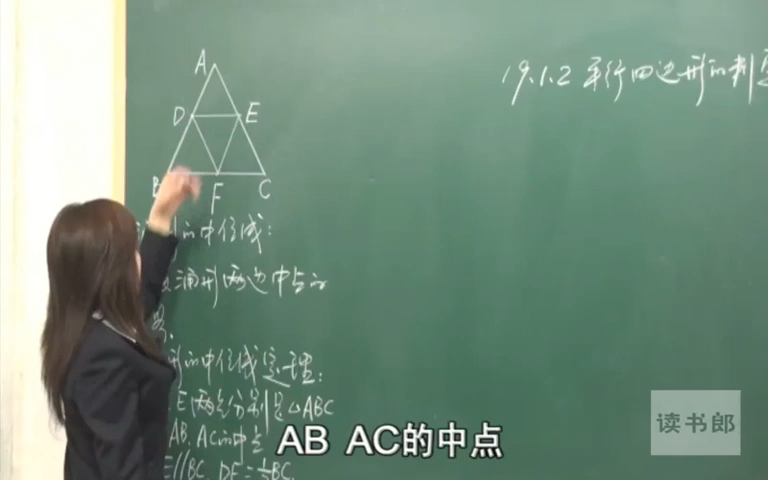 19.1.2 平行四边形的判定
A
D E
B F C
形的中位线:
三角形两边中点的
形的中位线定理:
E两点分别是△ABC
AB、AC的中点
E//BC, DE=½BC.
AB AC的中点
读书郎